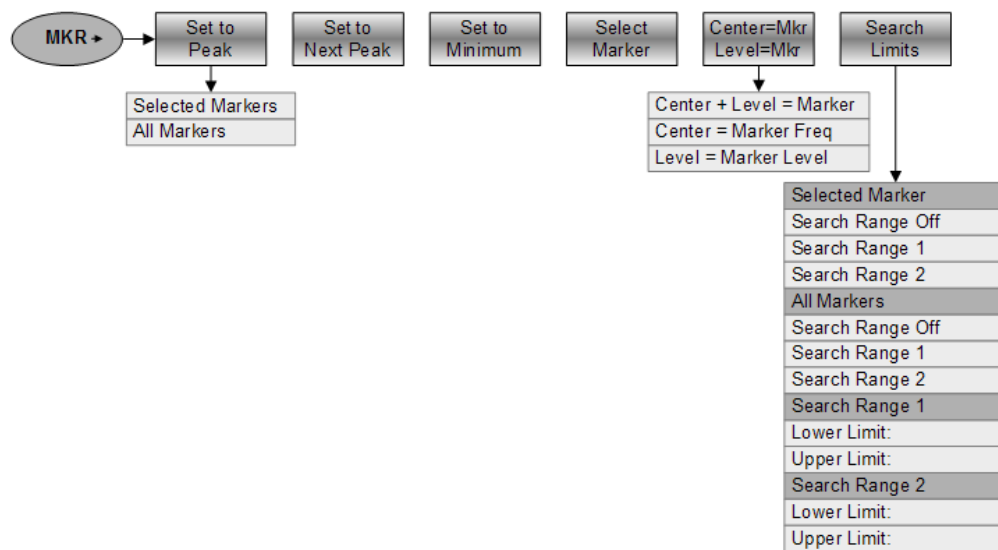 MKR→
Set to
Peak
Set to
Next Peak
Set to
Minimum
Select
Marker
Center=Mkr
Level=Mkr
Search
Limits
Selected Markers
All Markers
Center + Level = Marker
Center = Marker Freq
Level = Marker Level
Selected Marker
Search Range Off
Search Range 1
Search Range 2
All Markers
Search Range Off
Search Range 1
Search Range 2
Search Range 1
Lower Limit:
Upper Limit:
Search Range 2
Lower Limit:
Upper Limit: